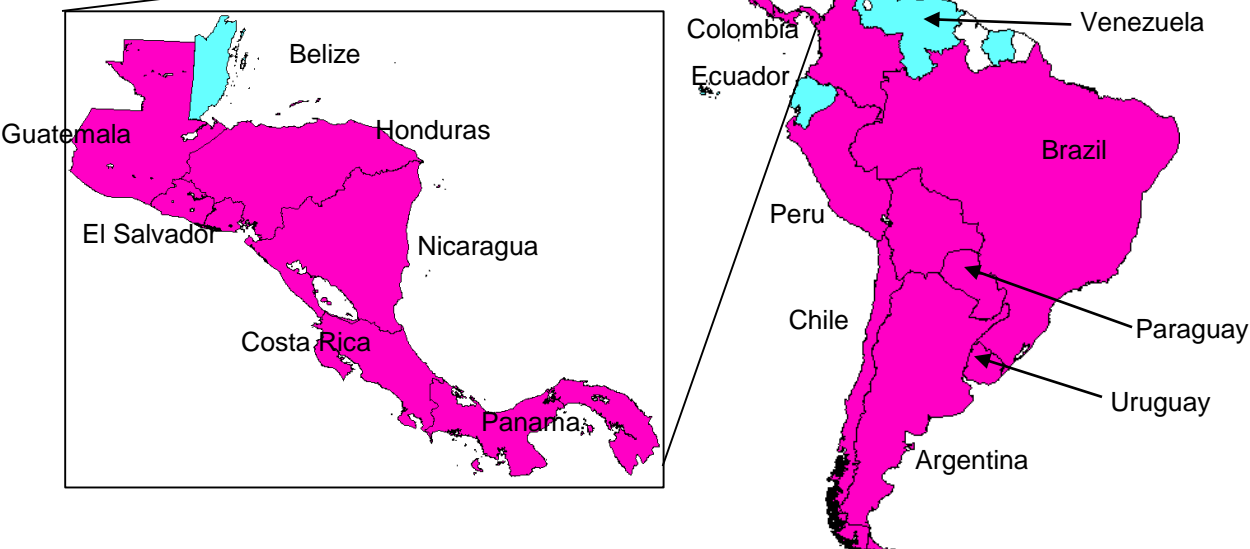 Belize
Guatemala
Honduras
El Salvador
Nicaragua
Costa Rica
Panama
Colombia
Venezuela
Ecuador
Brazil
Peru
Chile
Paraguay
Uruguay
Argentina